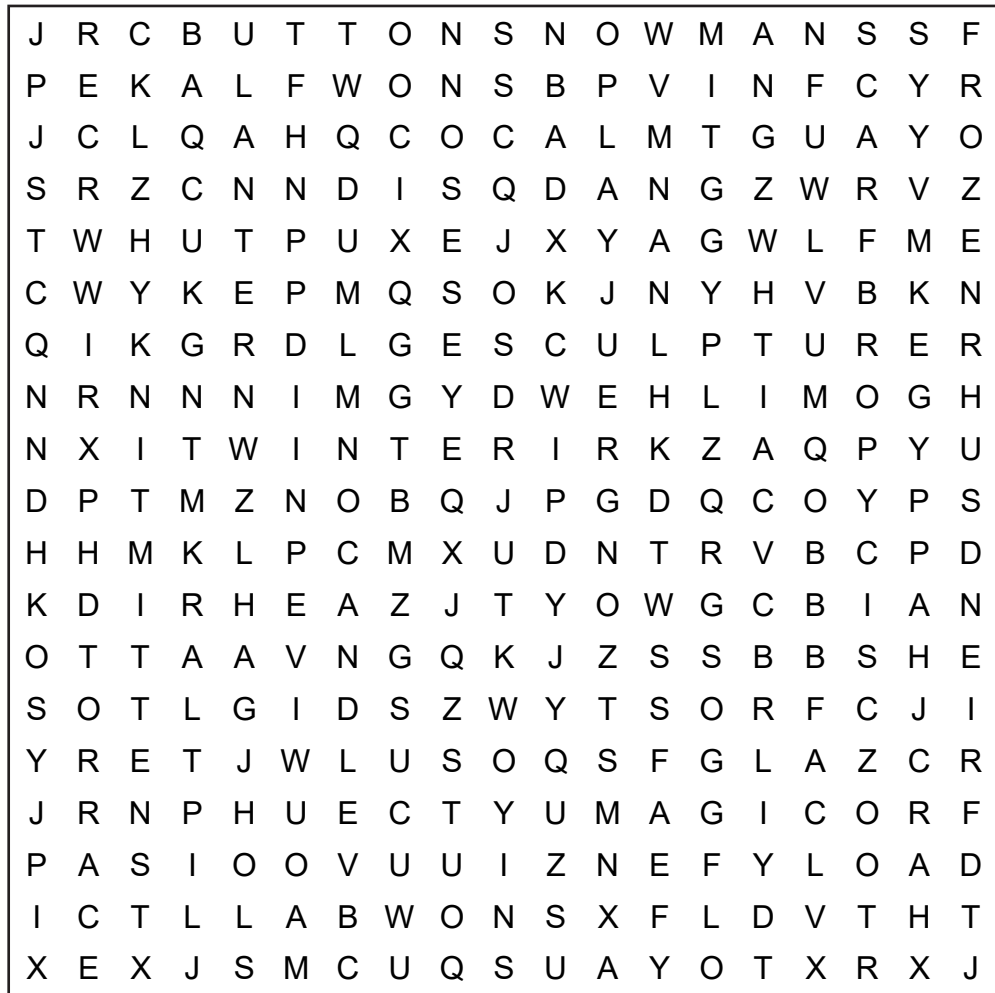 J R C B U T T O N S N O W M A N S S F
P E K A L F W O N S B P V I N F C Y R
J C L Q A H Q C O C A L M T G U A Y O
S R Z C N N D I S Q D A N G Z W R V Z
T W H U T P U X E J X Y A G W L F M E
C W Y K E P M Q S O K J N Y H V B K N
Q I K G R D L G E S C U L P T U R E R
N R N N N I M G Y D W E H L I M O G H
N X I T W I N T E R I R K Z A Q P Y U
D P T M Z N O B Q J P G D Q C O Y P S
H H M K L P C M X U D N T R V B C P D
K D I R H E A Z J T Y O W G C B I A N
O T T A A V N G Q K J Z S S B B S H E
S O T L G I D S Z W Y T S O R F C J I
Y R E T J W L U S O Q S F G L A Z C R
J R N P H U E C T Y U M A G I C O R F
P A S I O O V U U I Z N E F Y L O A D
I C T L L A B W O N S X F L D V T H T
X E X J S M C U Q S U A Y O T X R X J